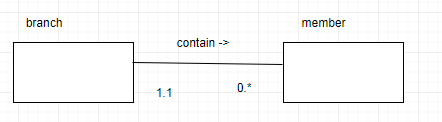 branch
member
contain ->
1.1
0.*